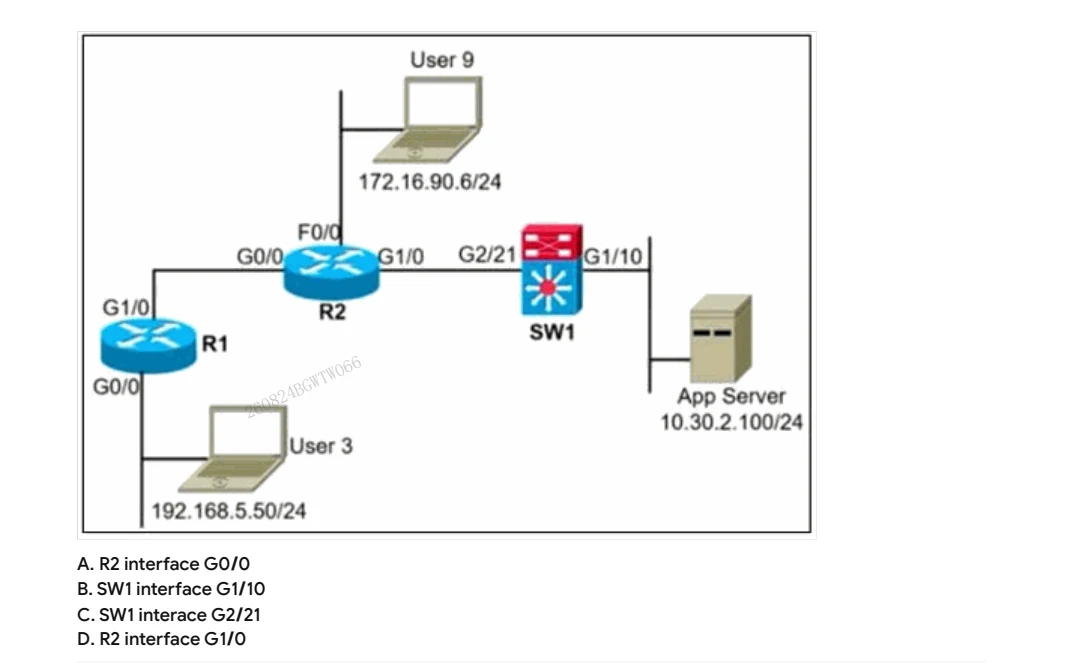 User 9
172.16.90.6/24
F0/0
G0/0
G1/0
G2/21
G1/10
R2
SW1
G1/0
R1
G0/0
260824BGWTW066
App Server
10.30.2.100/24
User 3
192.168.5.50/24
A. R2 interface G0/0
B. SW1 interface G1/10
C. SW1 interace G2/21
D. R2 interface G1/0